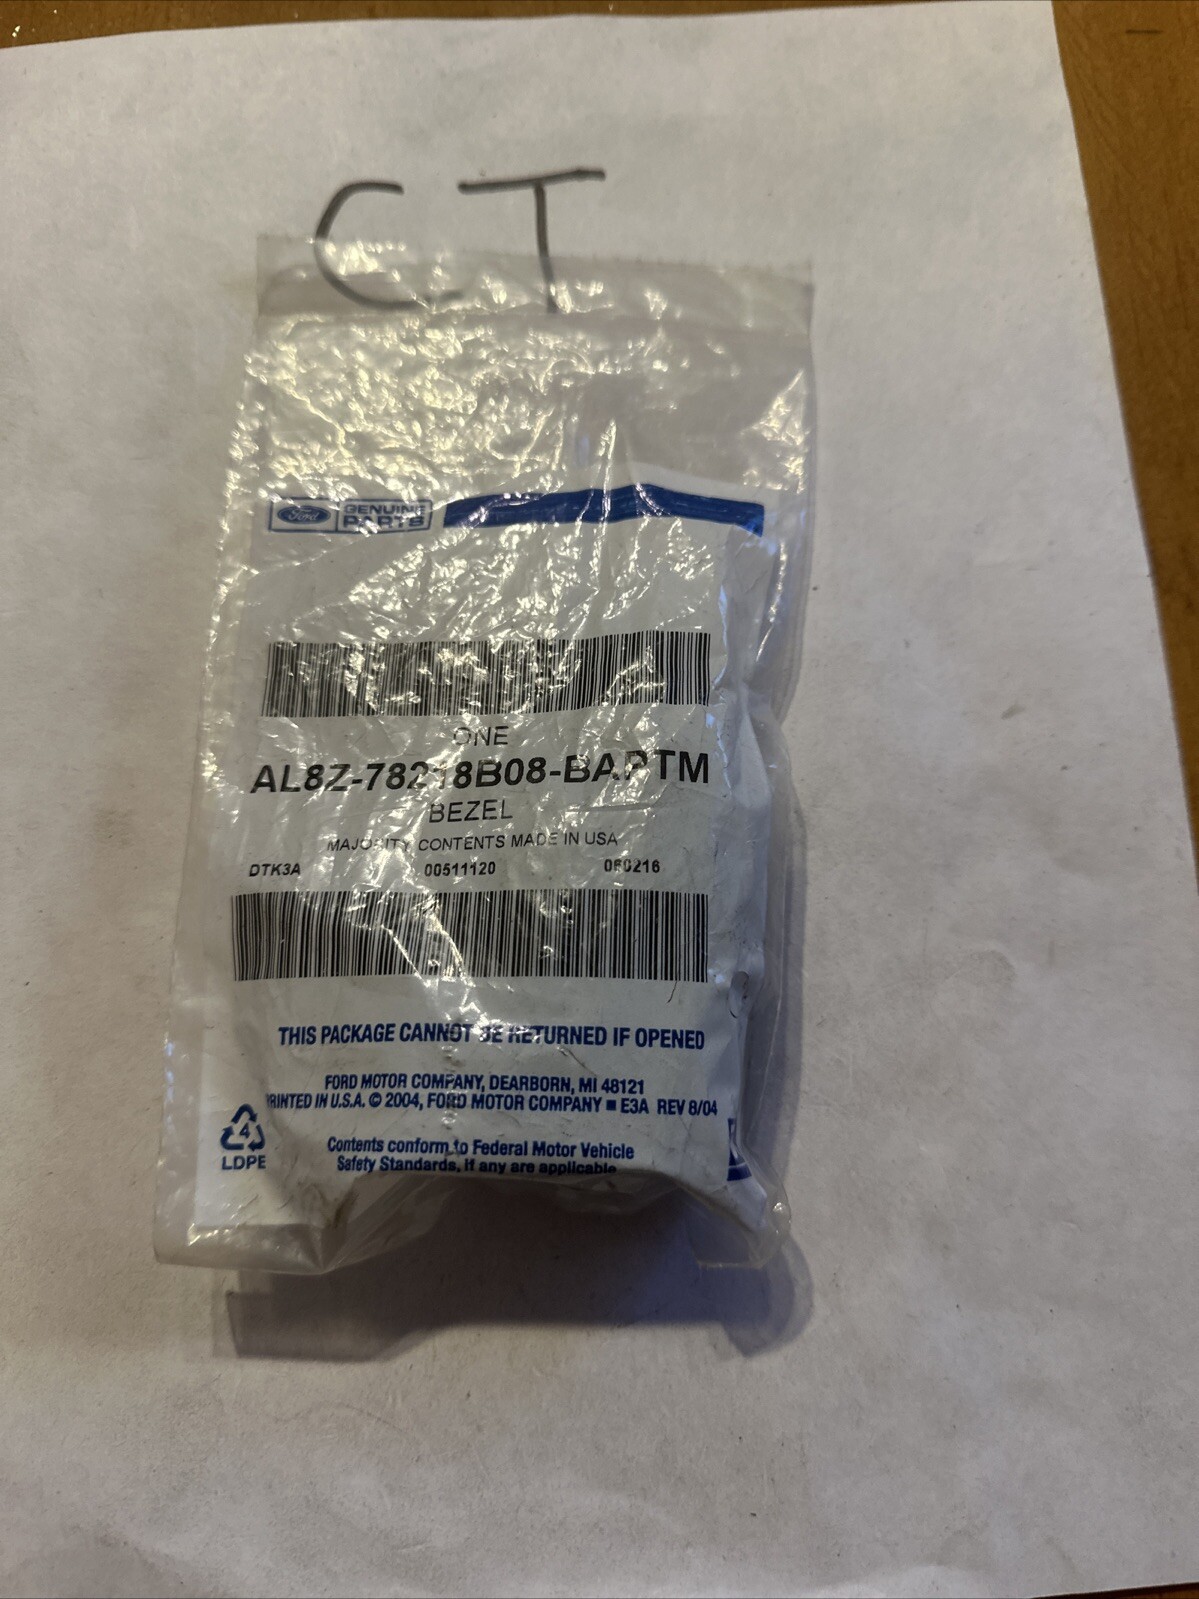 CT
Ford GENUINE
PARTS
ONE
AL8Z-78218B08-BAPTM
BEZEL
MAJORITY CONTENTS MADE IN USA
DTK3A 00511120 060216
THIS PACKAGE CANNOT BE RETURNED IF OPENED
FORD MOTOR COMPANY, DEARBORN, MI 48121
PRINTED IN U.S.A. © 2004, FORD MOTOR COMPANY ■ E3A REV 8/04
4
LDPE
Contents conform to Federal Motor Vehicle
Safety Standards, if any are applicable